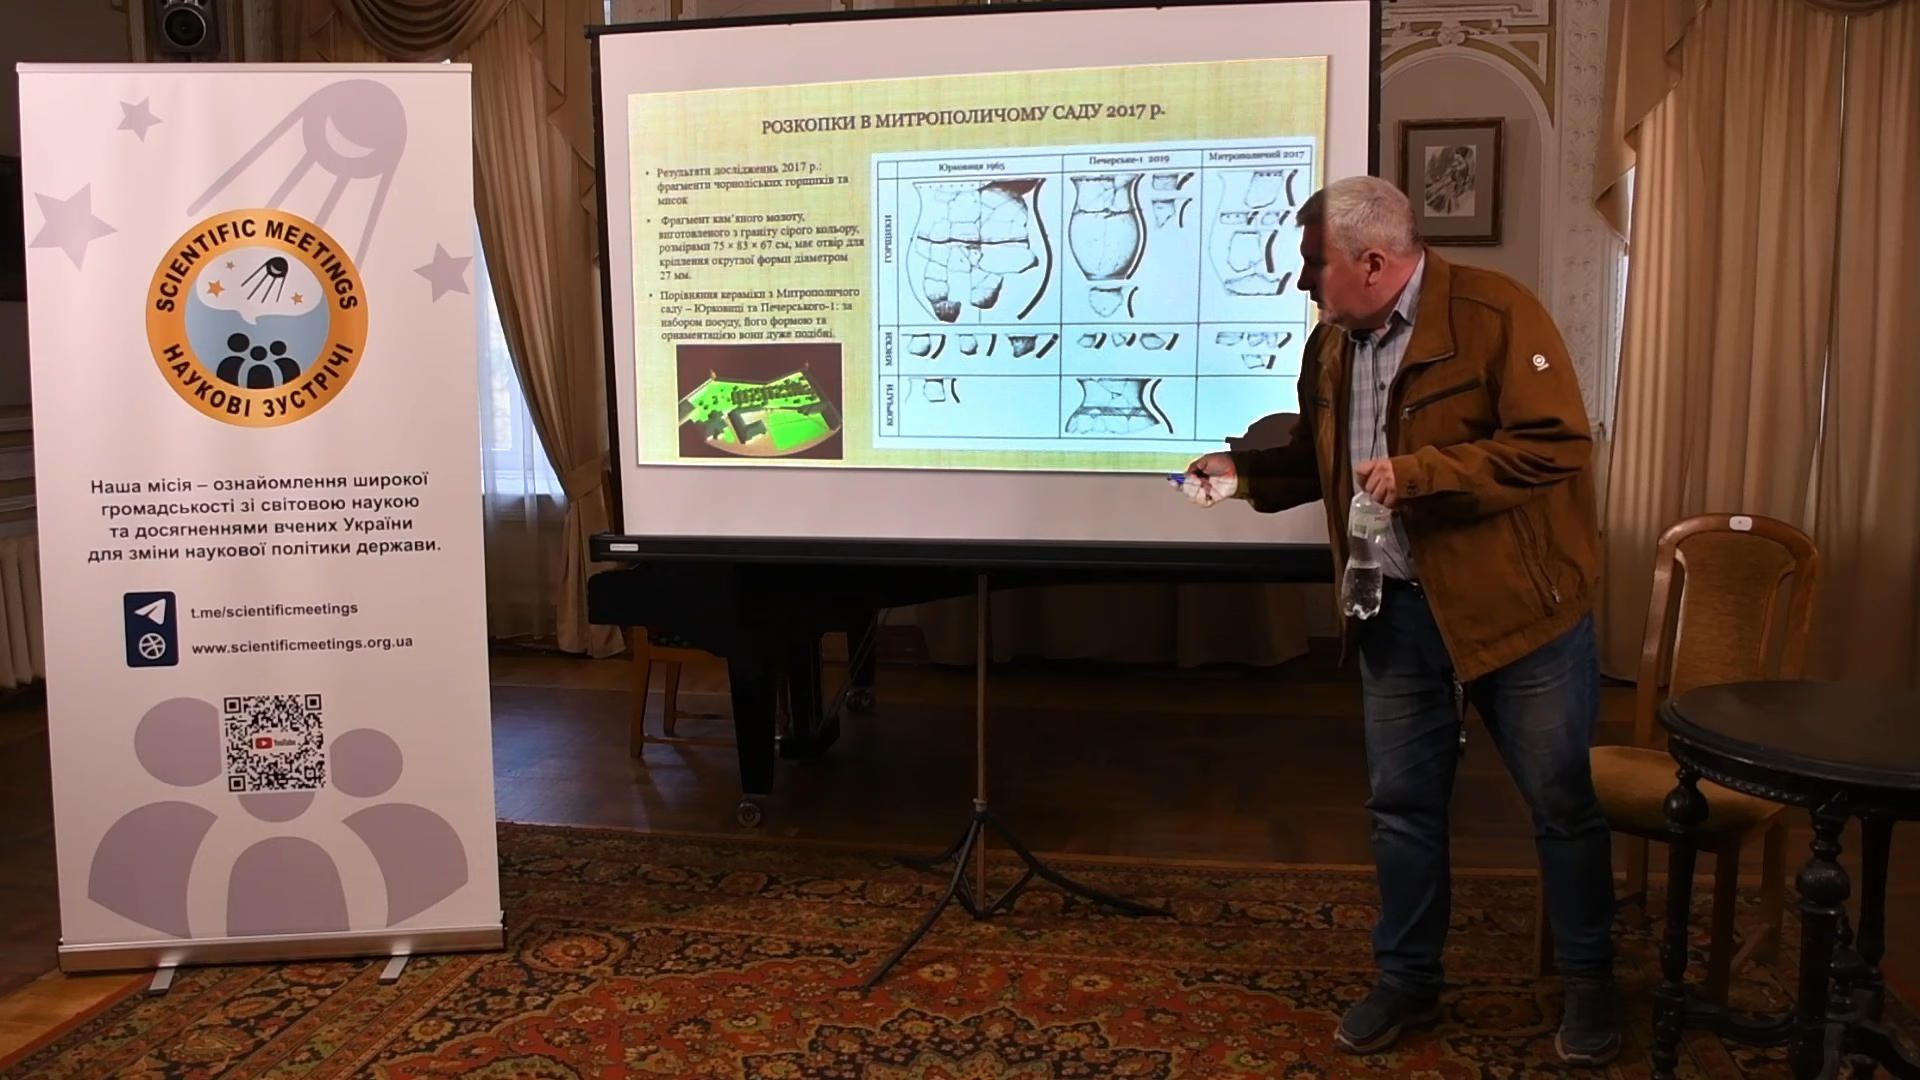 SCIENTIFIC MEETINGS
НАУКОВІ ЗУСТРІЧІ
Наша місія – ознайомлення широкої
громадськості зі світовою наукою
та досягненнями вчених України
для зміни наукової політики держави.
t.me/scientificmeetings
www.scientificmeetings.org.ua
YouTube
РОЗКОПКИ В МИТРОПОЛИЧОМУ САДУ 2017 р.
• Результати досліджень 2017 р.:
фрагменти чорноліських горщиків та
мисок
• Фрагмент кам’яного молоту,
виготовленого з граніту сірого кольору,
розмірами 75 × 83 × 67 см, має отвір для
кріплення округлої форми діаметром
27 мм.
• Порівняння кераміки з Митрополичого
саду – Юрковиці та Печерського-1: за
набором посуду, його формою та
орнаментацією вони дуже подібні.
Юрковиця 1965
Печерське-1 2019
Митрополичий 2017
ГОРЩИКИ
МИСКИ
КОРЧАГИ